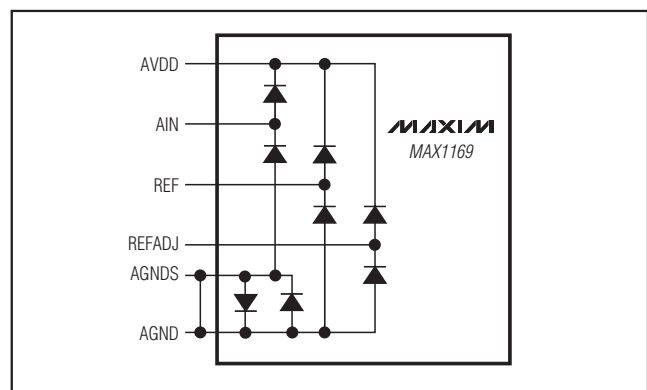 AVDD
AIN
MAXIM
MAX1169
REF
REFADJ
AGNDS
AGND